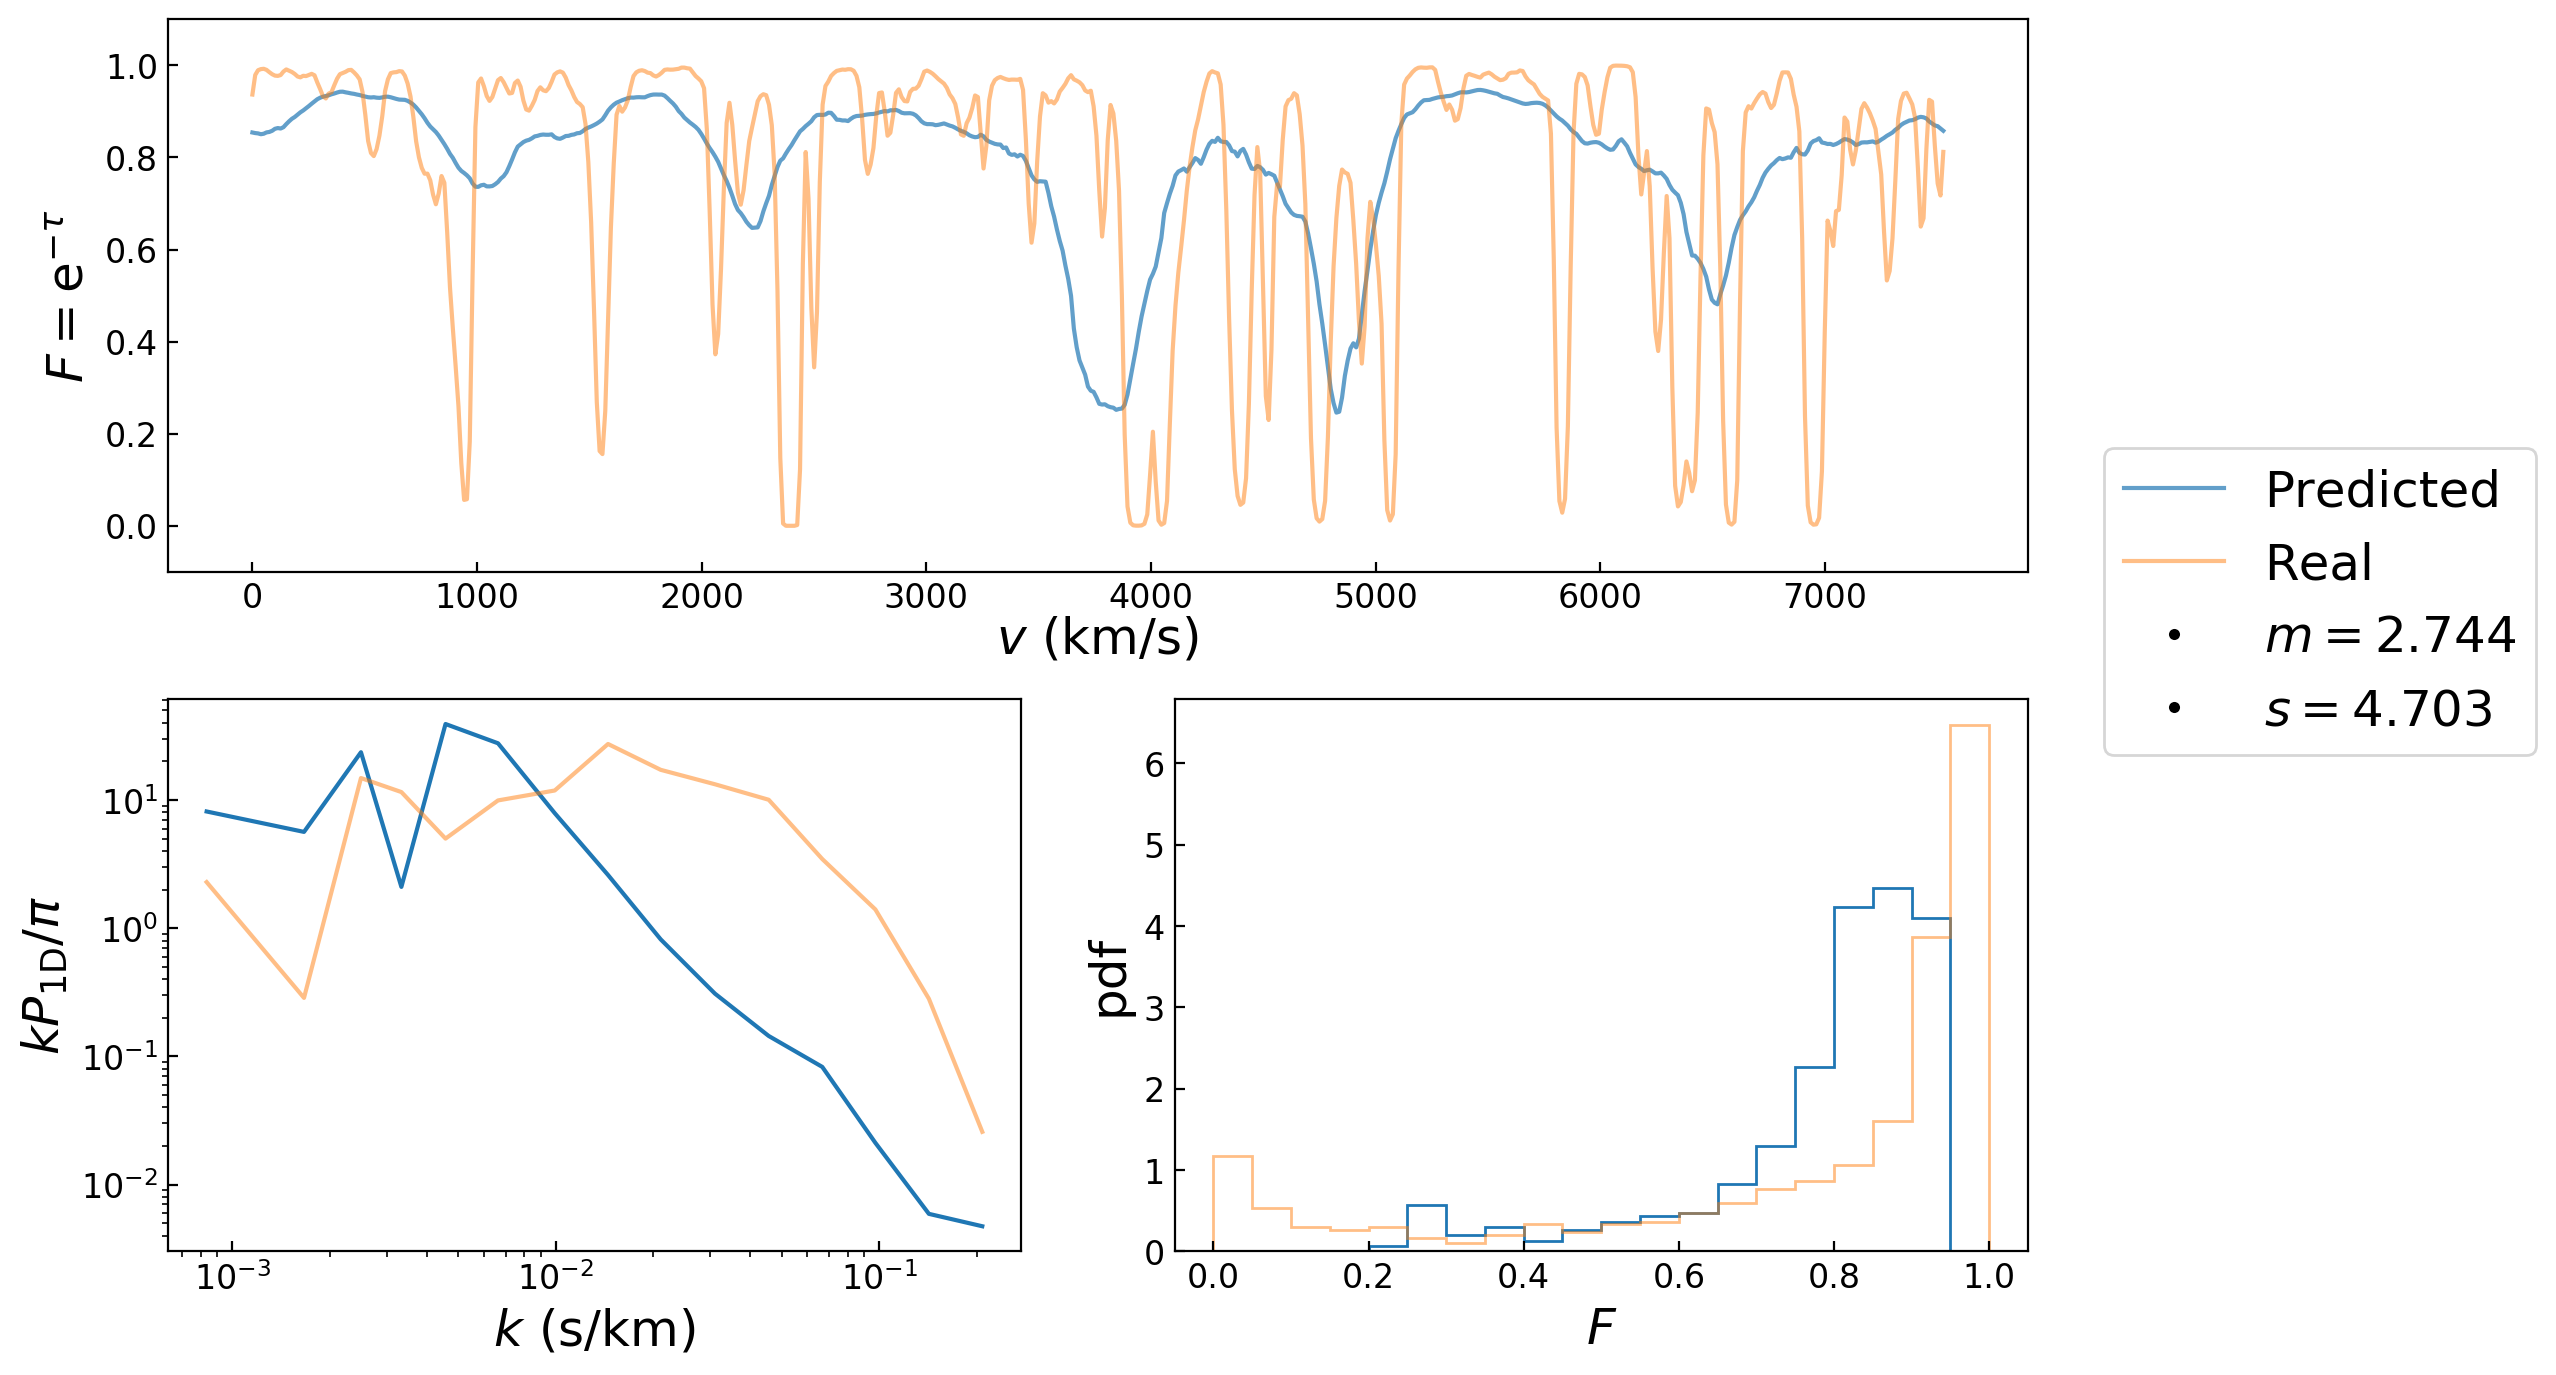 F = e^{−τ}
1.0
0.8
0.6
0.4
0.2
0.0
0 1000 2000 3000 4000 5000 6000 7000
v (km/s)
Predicted
Real
m = 2.744
s = 4.703
kP_{1D}/π
10^1
10^0
10^{−1}
10^{−2}
10^{−3} 10^{−2} 10^{−1}
k (s/km)
pdf
6
5
4
3
2
1
0
0.0 0.2 0.4 0.6 0.8 1.0
F